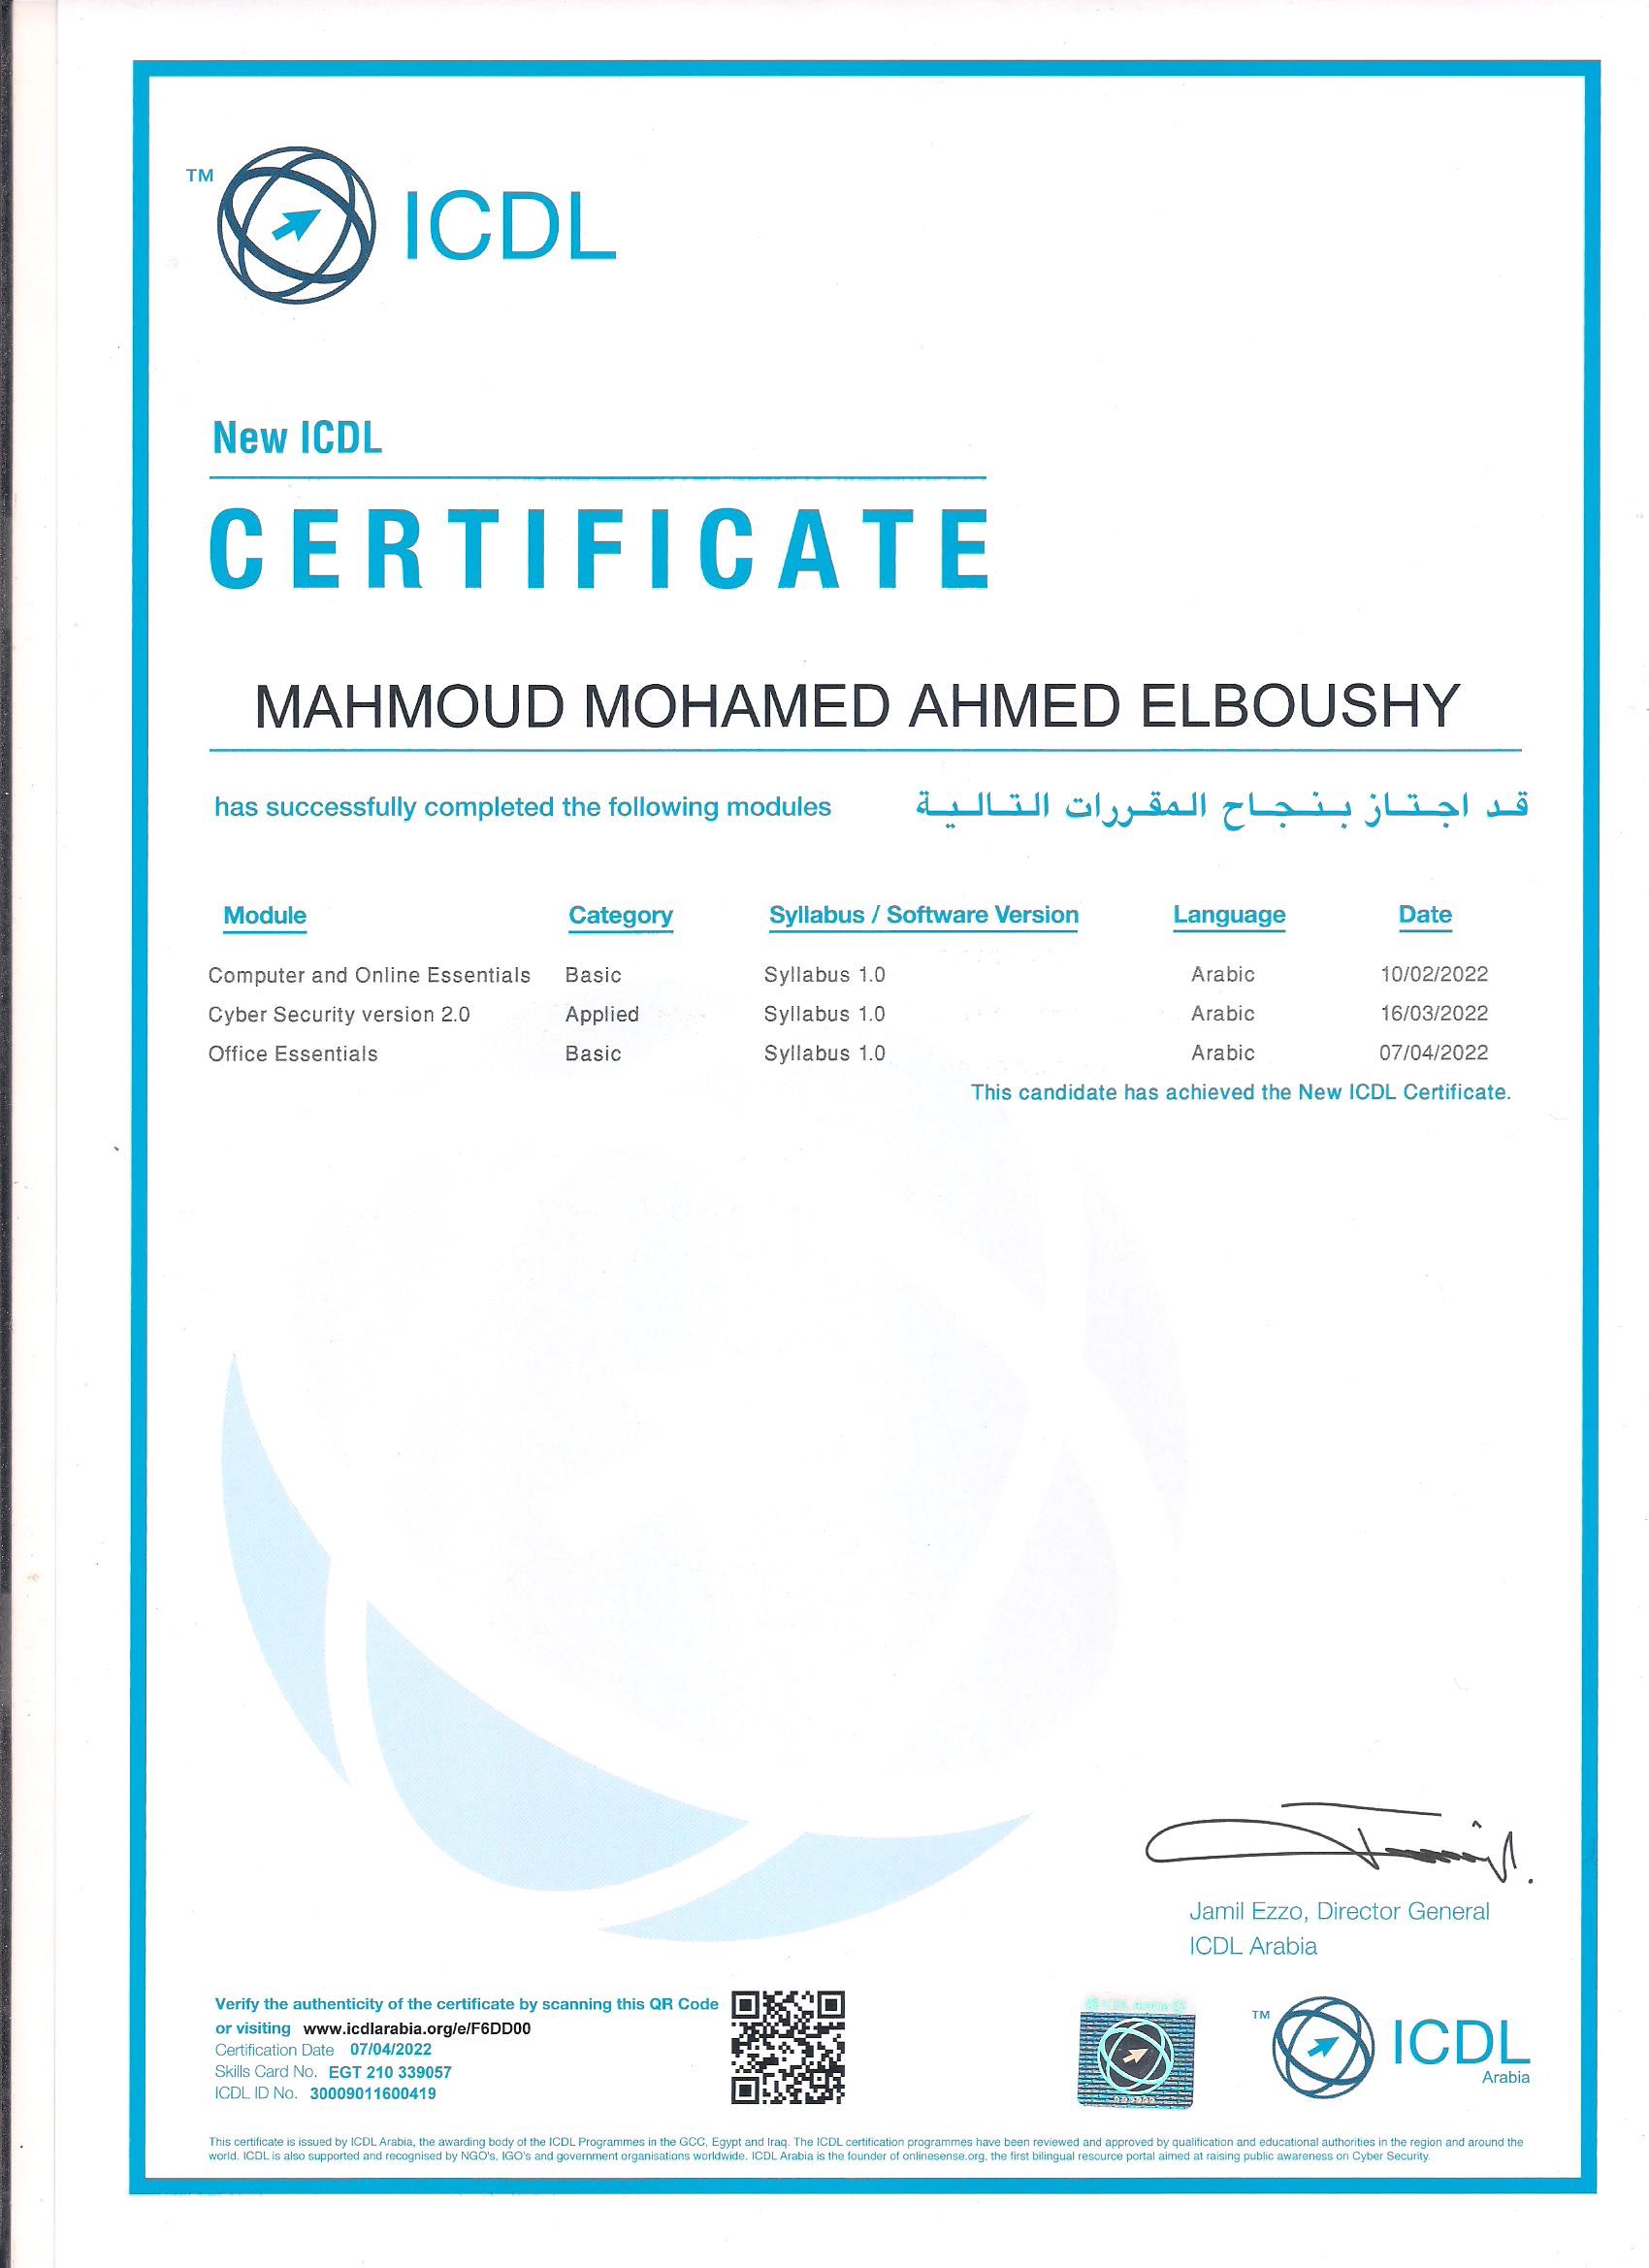 TM
ICDL
New ICDL
CERTIFICATE
MAHMOUD MOHAMED AHMED ELBOUSHY
has successfully completed the following modules قد اجتاز بنجاح المقررات التالية
Module Category Syllabus / Software Version Language Date
Computer and Online Essentials Basic Syllabus 1.0 Arabic 10/02/2022
Cyber Security version 2.0 Applied Syllabus 1.0 Arabic 16/03/2022
Office Essentials Basic Syllabus 1.0 Arabic 07/04/2022
This candidate has achieved the New ICDL Certificate.
Jamil Ezzo, Director General
ICDL Arabia
Verify the authenticity of the certificate by scanning this QR Code
or visiting www.icdlarabia.org/e/F6DD00
Certification Date 07/04/2022
Skills Card No. EGT 210 339057
ICDL ID No. 30009011600419
TM
ICDL
Arabia
This certificate is issued by ICDL Arabia, the awarding body of the ICDL Programmes in the GCC, Egypt and Iraq. The ICDL certification programmes have been reviewed and approved by qualification and educational authorities in the region and around the
world. ICDL is also supported and recognised by NGO's, IGO's and government organisations worldwide. ICDL Arabia is the founder of onlinesense.org, the first bilingual resource portal aimed at raising public awareness on Cyber Security.